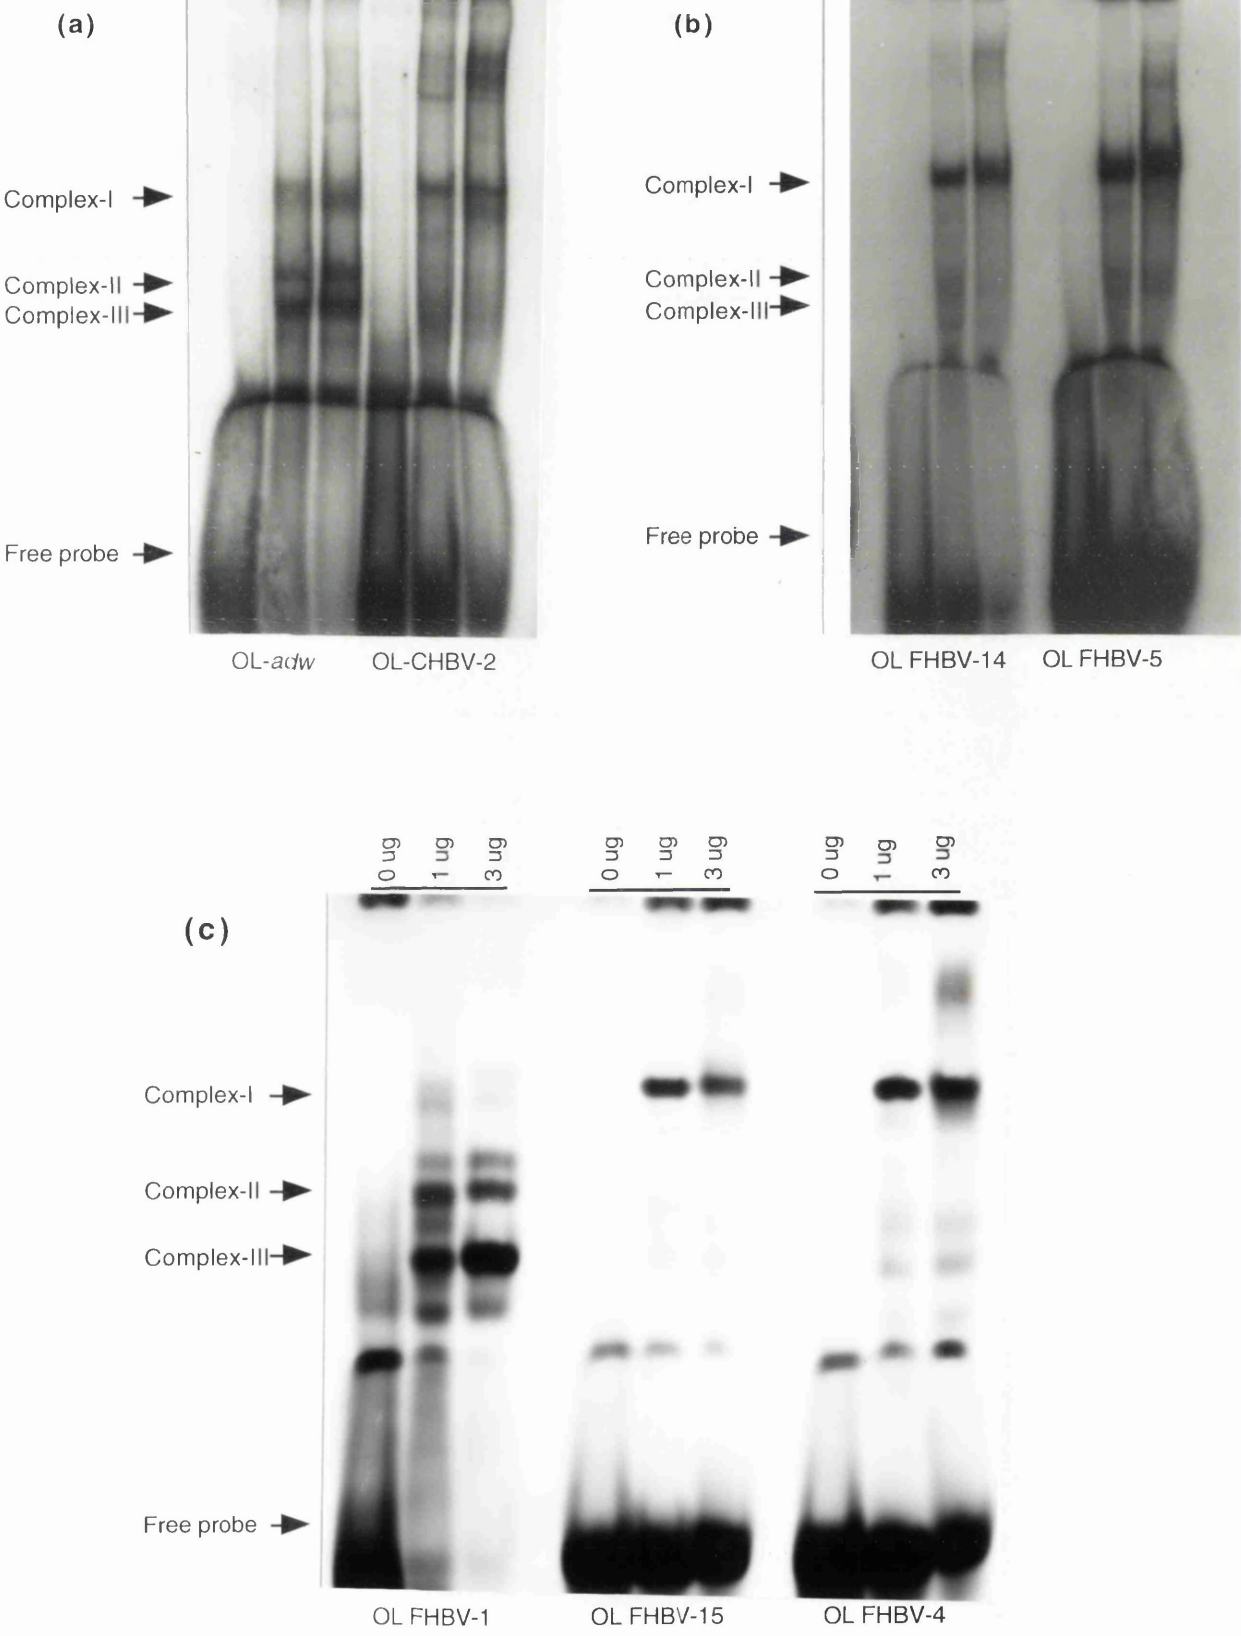 (a)
Complex-I
Complex-II
Complex-III
Free probe
OL-adw OL-CHBV-2
(b)
Complex-I
Complex-II
Complex-III
Free probe
OL FHBV-14 OL FHBV-5
(c)
0 ug 1 ug 3 ug 0 ug 1 ug 3 ug 0 ug 1 ug 3 ug
Complex-I
Complex-II
Complex-III
Free probe
OL FHBV-1 OL FHBV-15 OL FHBV-4